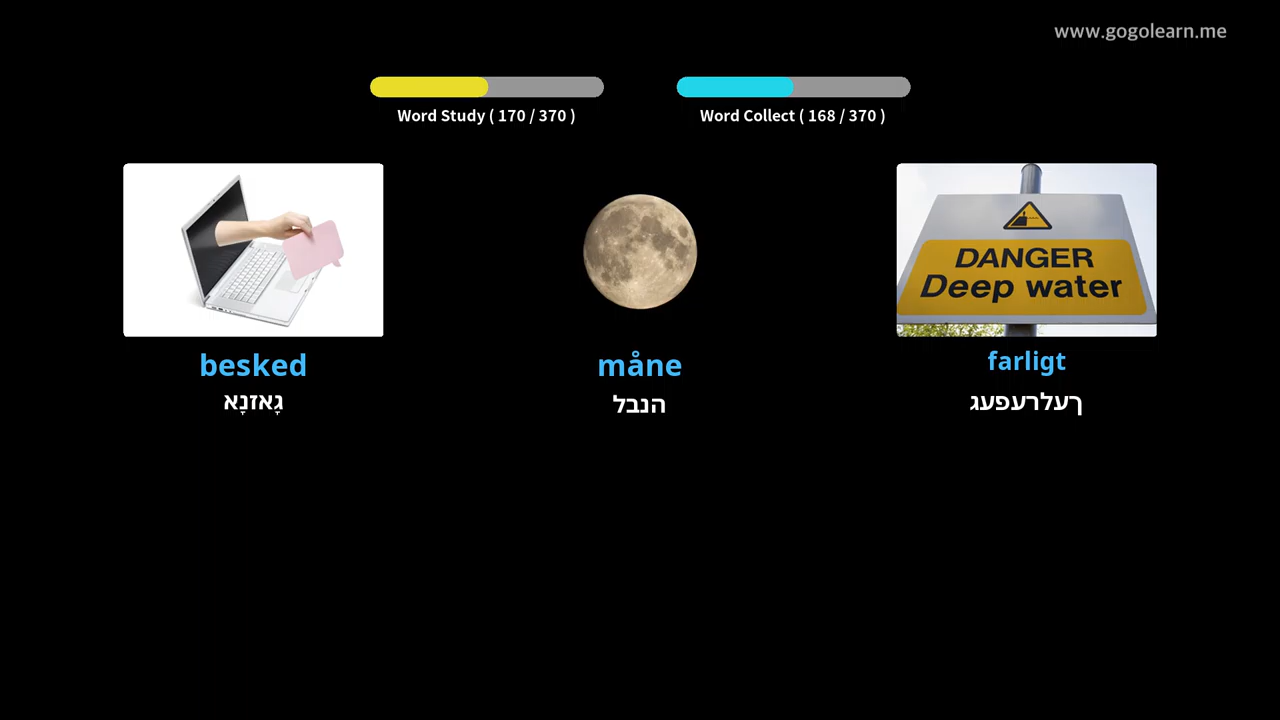 www.gogolearn.me
Word Study ( 170 / 370 )
Word Collect ( 168 / 370 )
DANGER
Deep water
besked
måne
farligt
גָאזנָא
הנבל
ךעלרעפעג